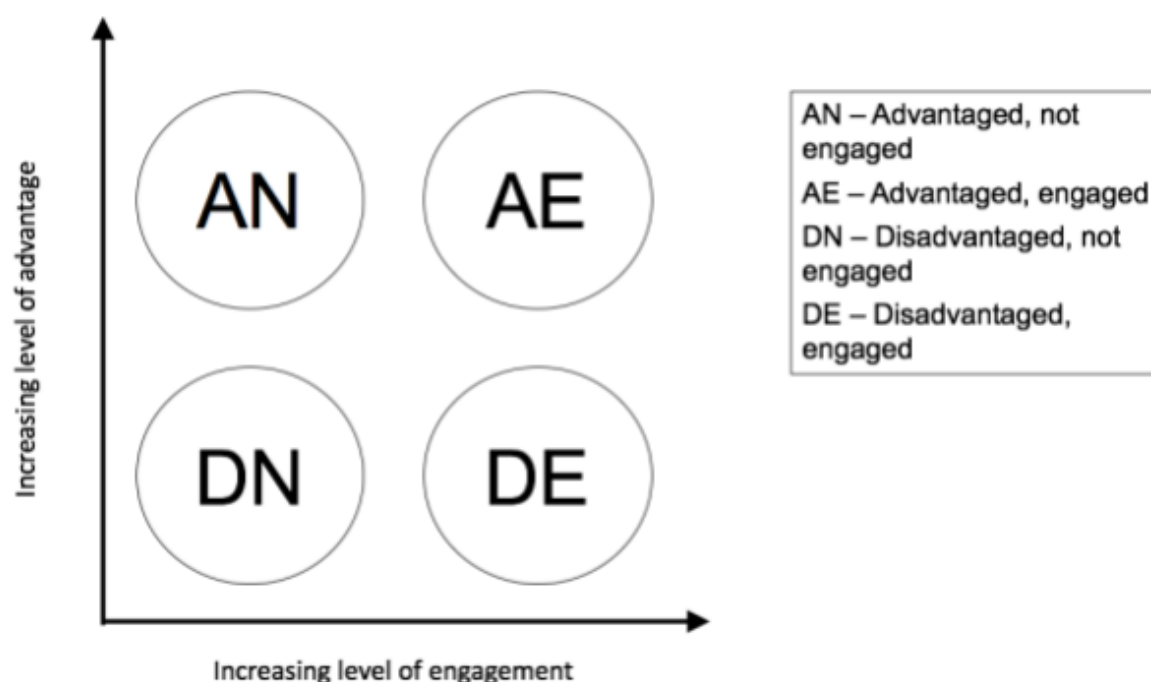 Increasing level of advantage
AN
AE
DN
DE
Increasing level of engagement
AN – Advantaged, not
engaged
AE – Advantaged, engaged
DN – Disadvantaged, not
engaged
DE – Disadvantaged,
engaged